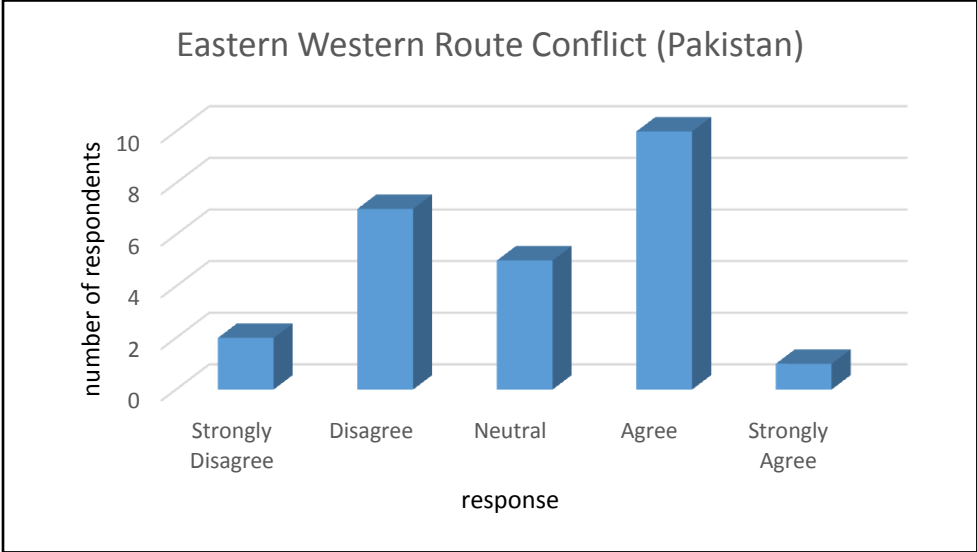 Eastern Western Route Conflict (Pakistan)
number of respondents
10
8
6
4
2
0
Strongly
Disagree
Disagree
Neutral
Agree
Strongly
Agree
response